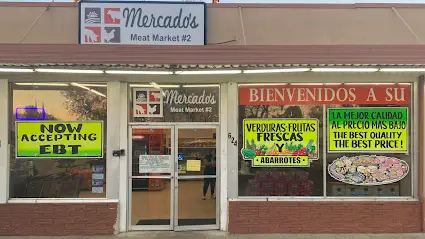 Mercado's
Meat Market #2
Mercado's
Meat Market #2
BIENVENIDOS A SU
NOW
ACCEPTING
EBT
624
VERDURAS-FRUTAS
FRESCAS
Y
ABARROTES
LA MEJOR CALIDAD
AL PRECIO MAS BAJO
THE BEST QUALITY
THE BEST PRICE!